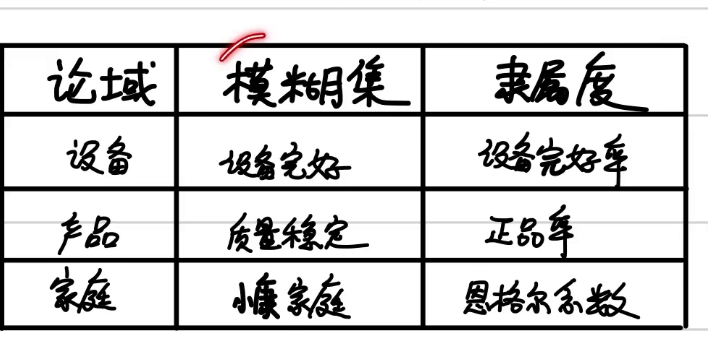 论域 模糊集 隶属度
设备 设备完好 设备完好率
产品 质量稳定 正品率
家庭 小康家庭 恩格尔系数